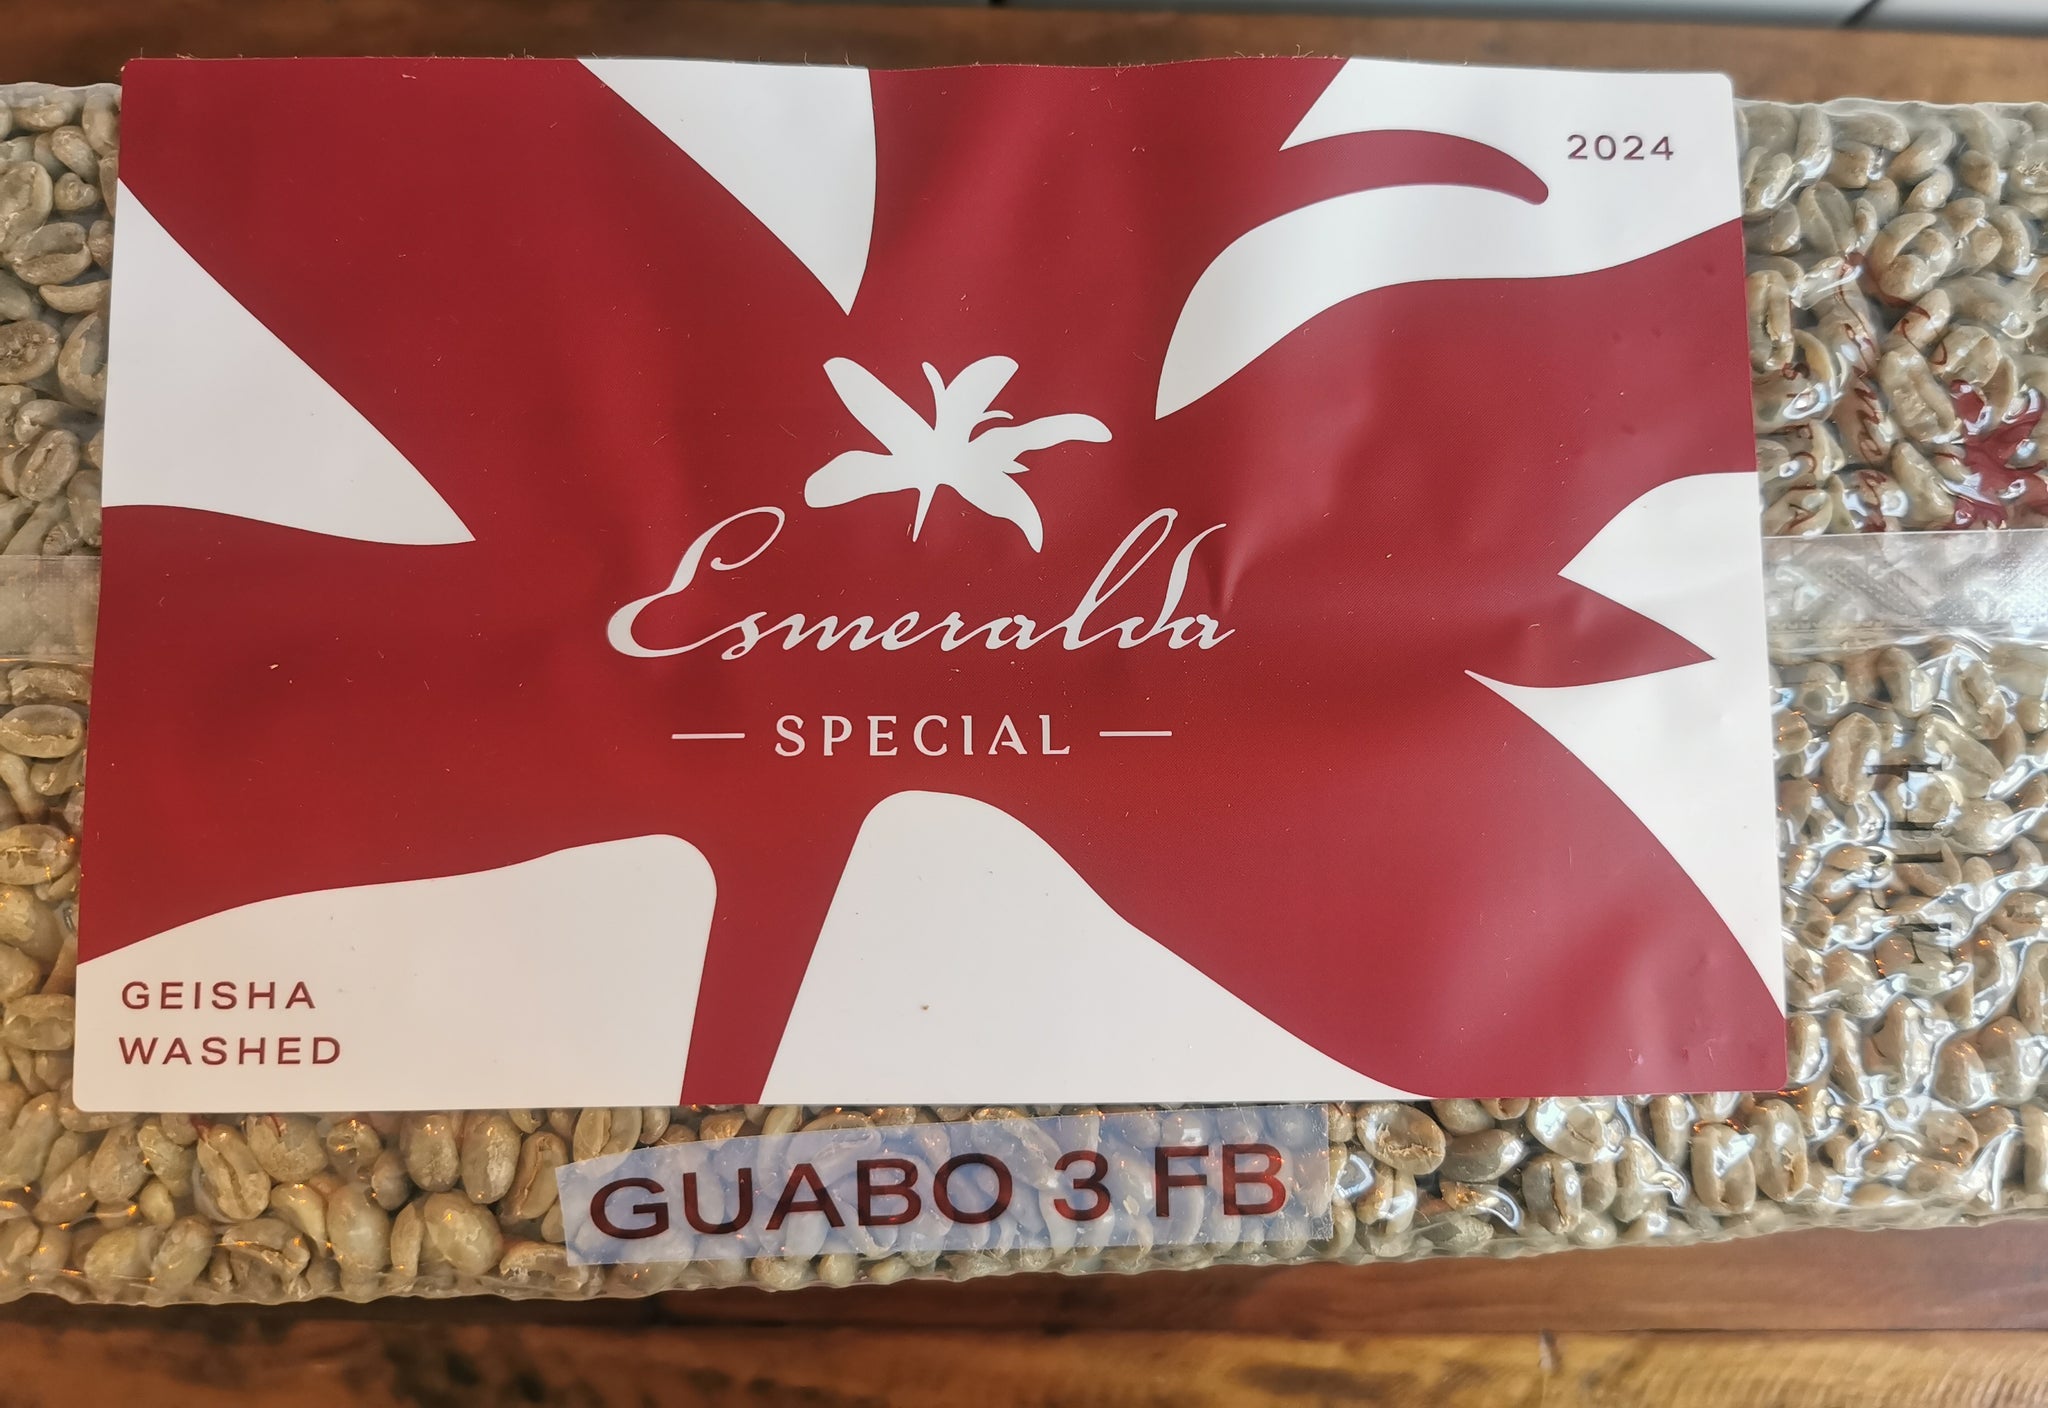 2024
Esmeralda
SPECIAL
GEISHA
WASHED
GUABO 3 FB